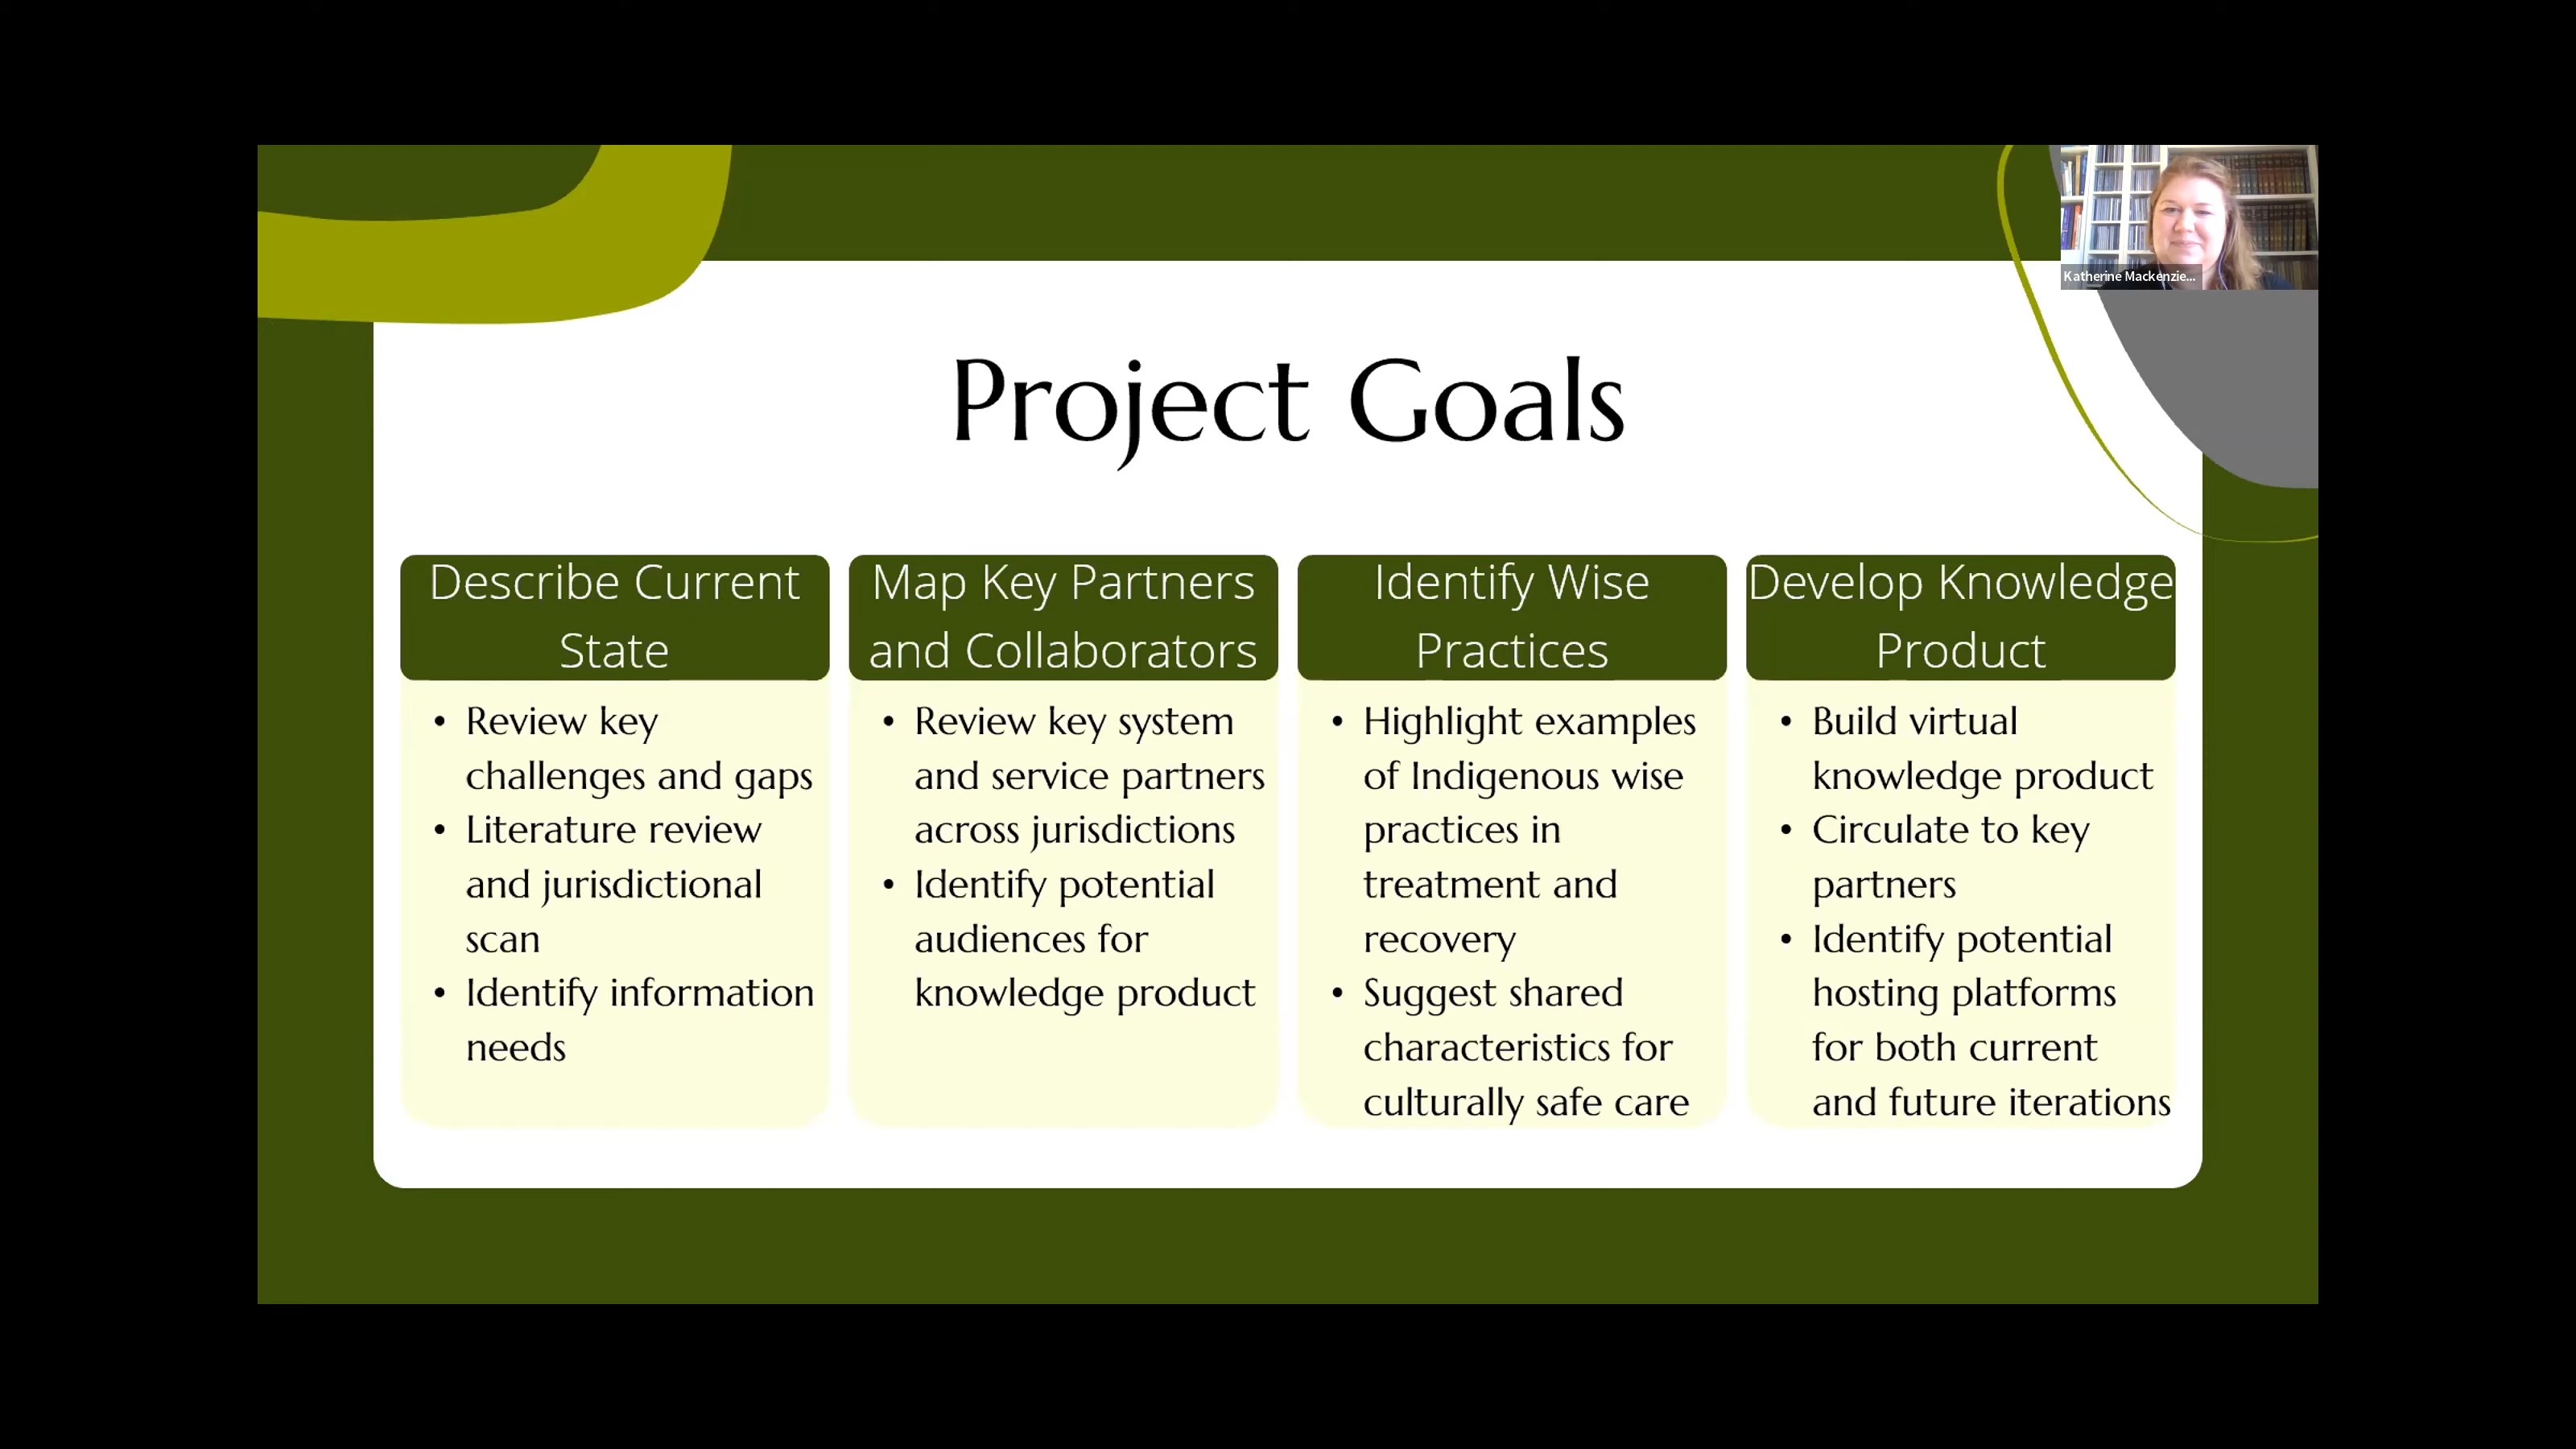 Katherine Mackenzie...
Project Goals
Describe Current
State
• Review key
challenges and gaps
• Literature review
and jurisdictional
scan
• Identify information
needs
Map Key Partners
and Collaborators
• Review key system
and service partners
across jurisdictions
• Identify potential
audiences for
knowledge product
Identify Wise
Practices
• Highlight examples
of Indigenous wise
practices in
treatment and
recovery
• Suggest shared
characteristics for
culturally safe care
Develop Knowledge
Product
• Build virtual
knowledge product
• Circulate to key
partners
• Identify potential
hosting platforms
for both current
and future iterations